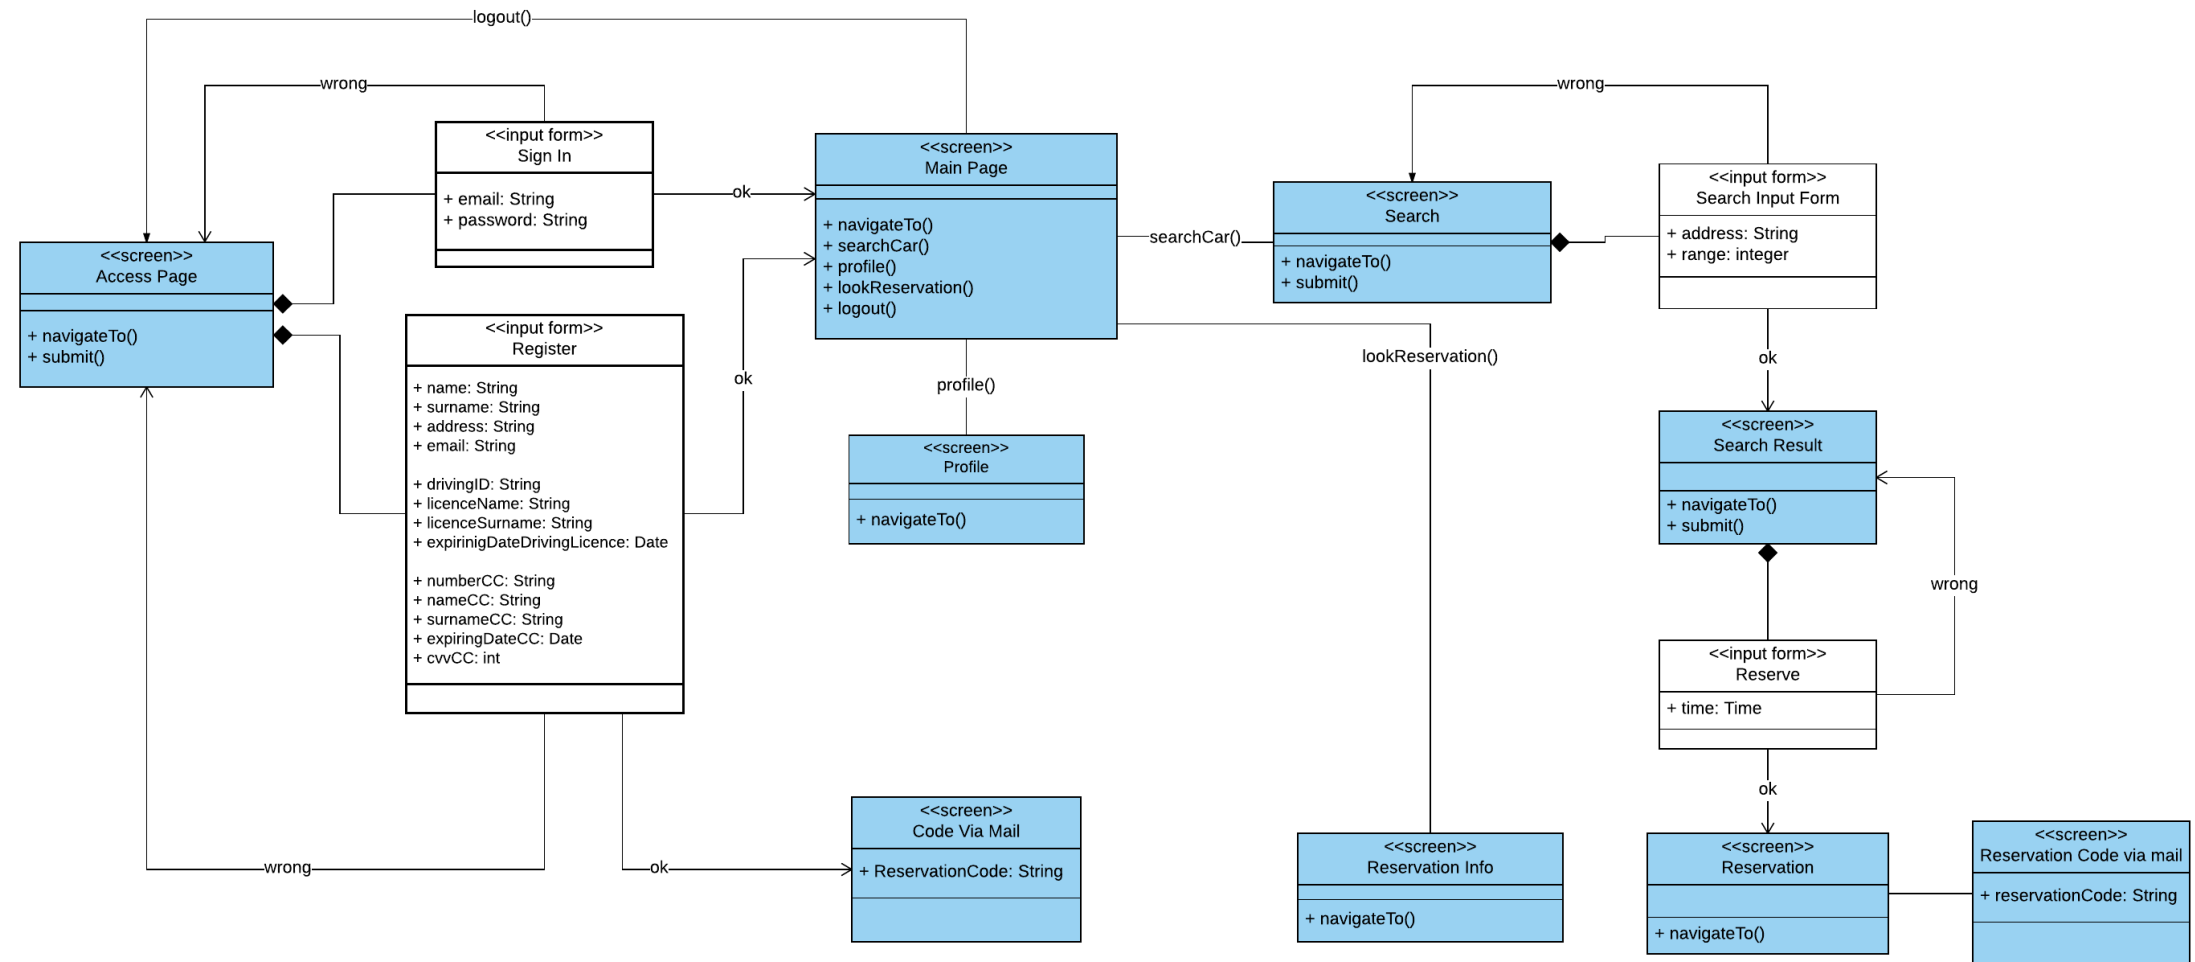 logout()
wrong
wrong
<<input form>>
Sign In
+ email: String
+ password: String
ok
<<screen>>
Main Page
+ navigateTo()
+ searchCar()
+ profile()
+ lookReservation()
+ logout()
searchCar()
<<screen>>
Search
+ navigateTo()
+ submit()
<<input form>>
Search Input Form
+ address: String
+ range: integer
<<screen>>
Access Page
+ navigateTo()
+ submit()
<<input form>>
Register
+ name: String
+ surname: String
+ address: String
+ email: String
+ drivingID: String
+ licenceName: String
+ licenceSurname: String
+ expirinigDateDrivingLicence: Date
+ numberCC: String
+ nameCC: String
+ surnameCC: String
+ expiringDateCC: Date
+ cvvCC: int
ok
profile()
lookReservation()
ok
<<screen>>
Profile
+ navigateTo()
<<screen>>
Search Result
+ navigateTo()
+ submit()
wrong
<<input form>>
Reserve
+ time: Time
ok
wrong
ok
<<screen>>
Code Via Mail
+ ReservationCode: String
<<screen>>
Reservation Info
+ navigateTo()
<<screen>>
Reservation
+ navigateTo()
<<screen>>
Reservation Code via mail
+ reservationCode: String